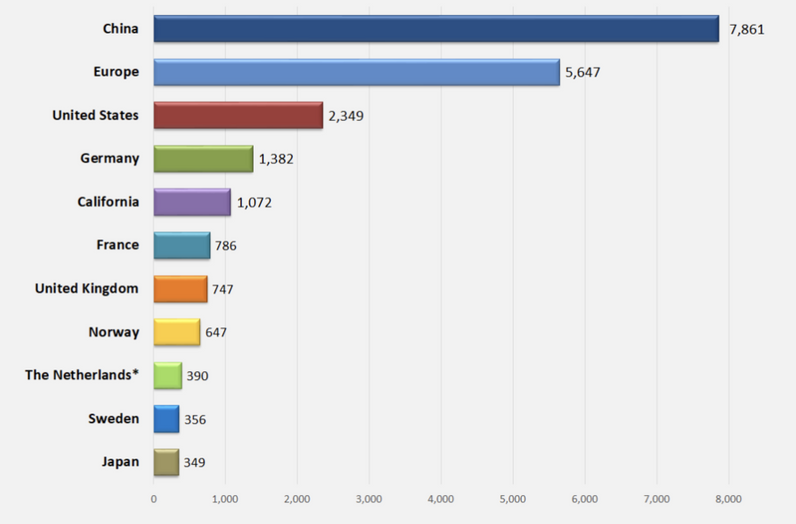 China 7,861
Europe 5,647
United States 2,349
Germany 1,382
California 1,072
France 786
United Kingdom 747
Norway 647
The Netherlands* 390
Sweden 356
Japan 349
0 1,000 2,000 3,000 4,000 5,000 6,000 7,000 8,000